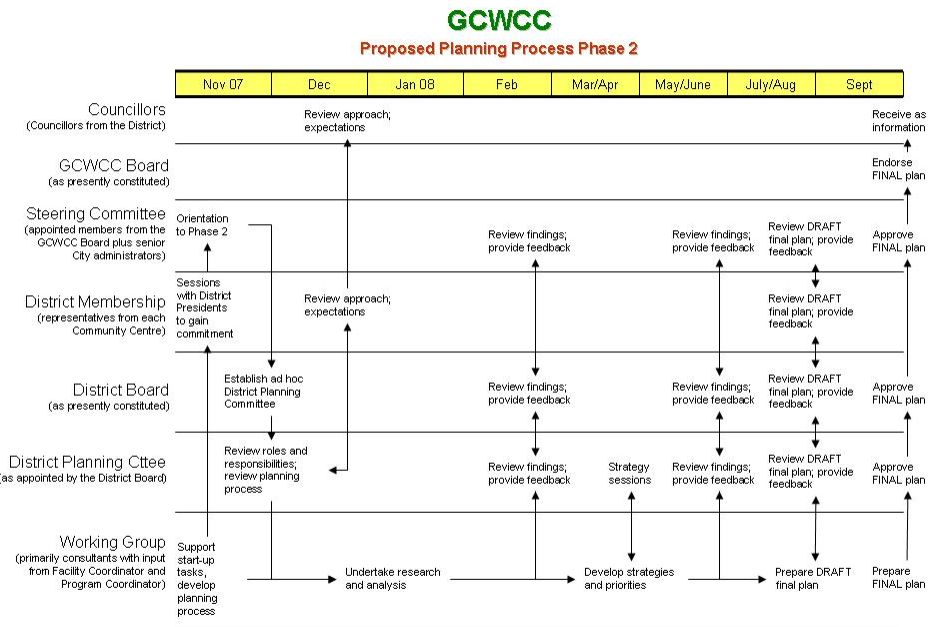 GCWCC
Proposed Planning Process Phase 2
Nov 07 Dec Jan 08 Feb Mar/Apr May/June July/Aug Sept
Councillors
(Councillors from the District)
Review approach;
expectations
Receive as
information
GCWCC Board
(as presently constituted)
Endorse
FINAL plan
Steering Committee
(appointed members from the
GCWCC Board plus senior
City administrators)
Orientation
to Phase 2
Review findings;
provide feedback
Review findings;
provide feedback
Review DRAFT
final plan; provide
feedback
Approve
FINAL plan
District Membership
(representatives from each
Community Centre)
Sessions
with District
Presidents
to gain
commitment
Review approach;
expectations
Review DRAFT
final plan; provide
feedback
District Board
(as presently constituted)
Establish ad hoc
District Planning
Committee
Review findings;
provide feedback
Review findings;
provide feedback
Review DRAFT
final plan; provide
feedback
Approve
FINAL plan
District Planning Cttee
(as appointed by the District Board)
Review roles and
responsibilities;
review planning
process
Review findings;
provide feedback
Strategy
sessions
Review findings;
provide feedback
Review DRAFT
final plan; provide
feedback
Approve
FINAL plan
Working Group
(primarily consultants with input
from Facility Coordinator and
Program Coordinator)
Support
start-up
tasks,
develop
planning
process
Undertake research
and analysis
Develop strategies
and priorities
Prepare DRAFT
final plan
Prepare
FINAL plan